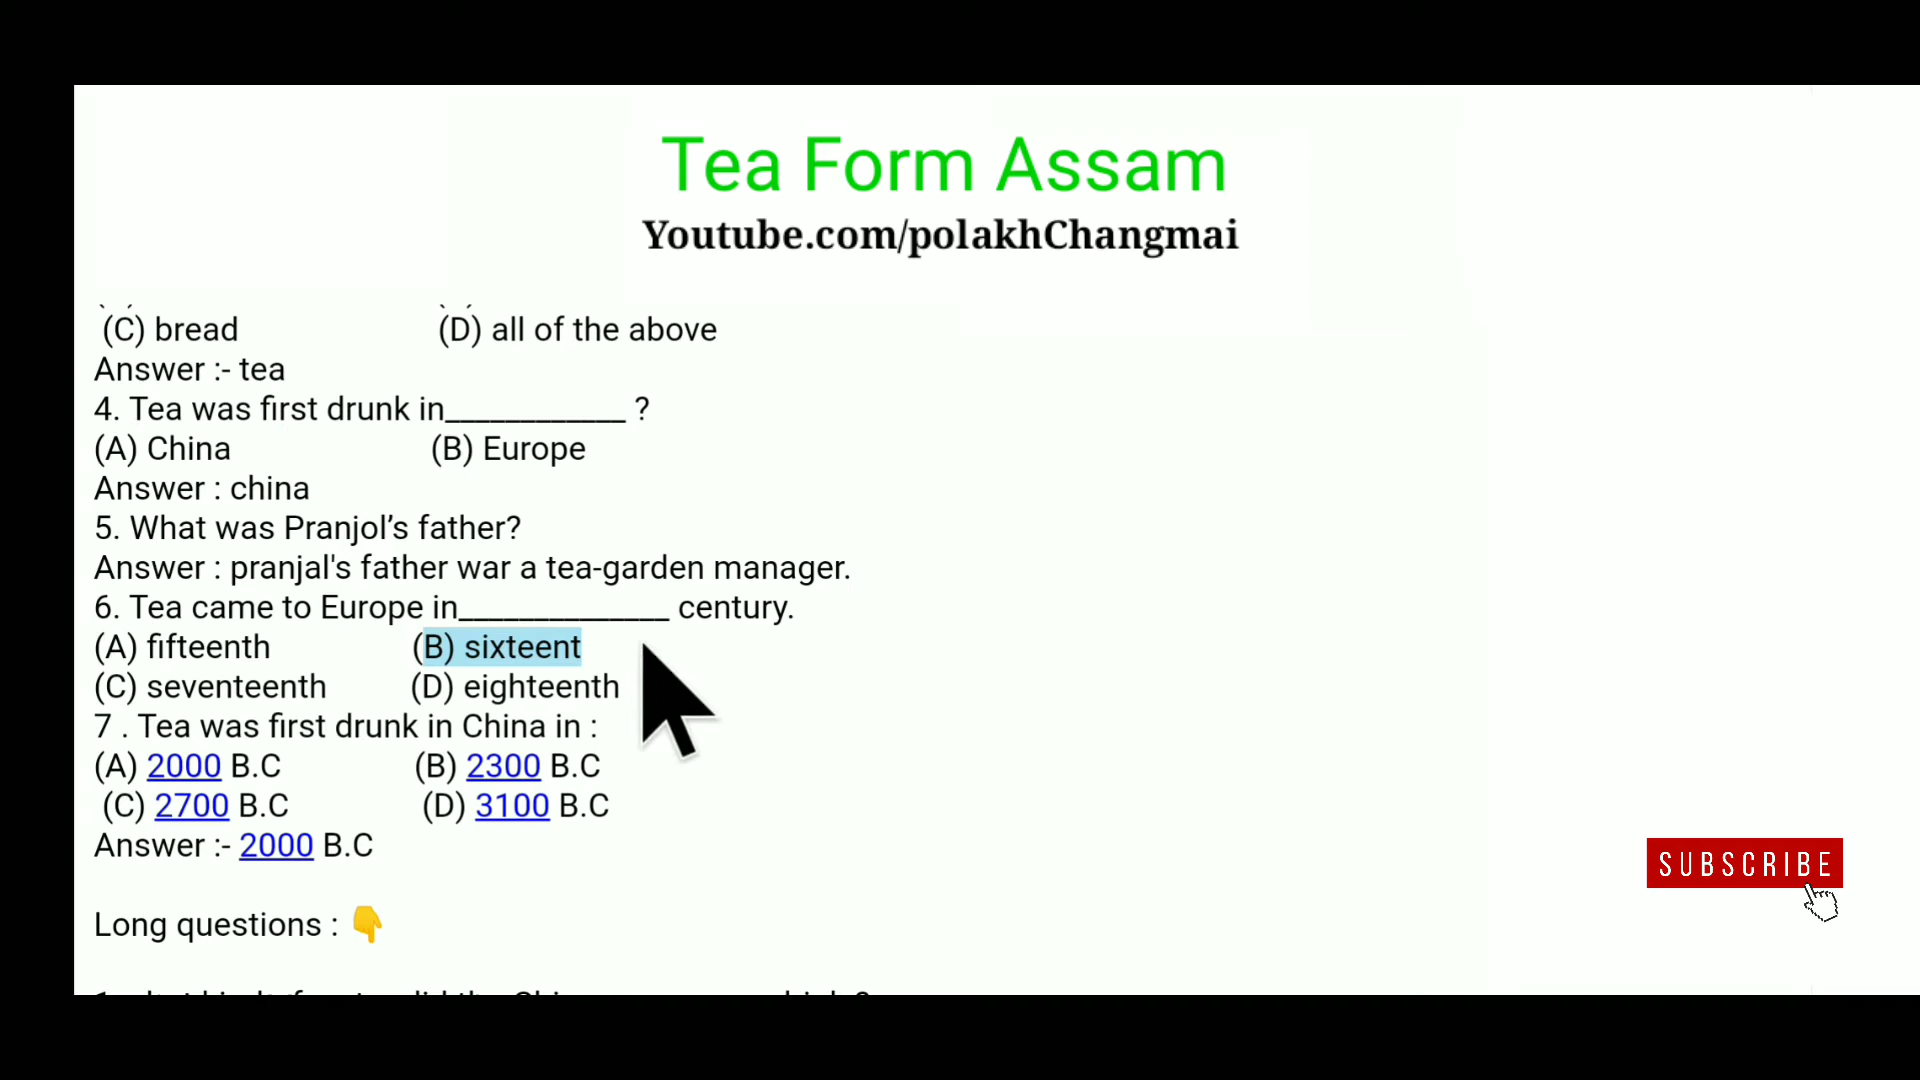 Tea Form Assam
Youtube.com/polakhChangmai
(C) bread (D) all of the above
Answer :- tea
4. Tea was first drunk in____________ ?
(A) China (B) Europe
Answer : china
5. What was Pranjol’s father?
Answer : pranjal's father war a tea-garden manager.
6. Tea came to Europe in______________ century.
(A) fifteenth (B) sixteent
(C) seventeenth (D) eighteenth
7 . Tea was first drunk in China in :
(A) 2000 B.C (B) 2300 B.C
(C) 2700 B.C (D) 3100 B.C
Answer :- 2000 B.C
SUBSCRIBE
Long questions : 👇